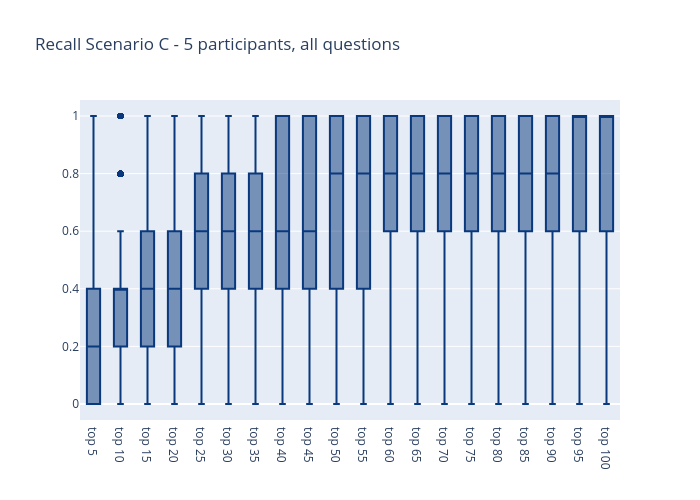 Recall Scenario C - 5 participants, all questions
1
0.8
0.6
0.4
0.2
0
top 5
top 10
top 15
top 20
top 25
top 30
top 35
top 40
top 45
top 50
top 55
top 60
top 65
top 70
top 75
top 80
top 85
top 90
top 95
top 100